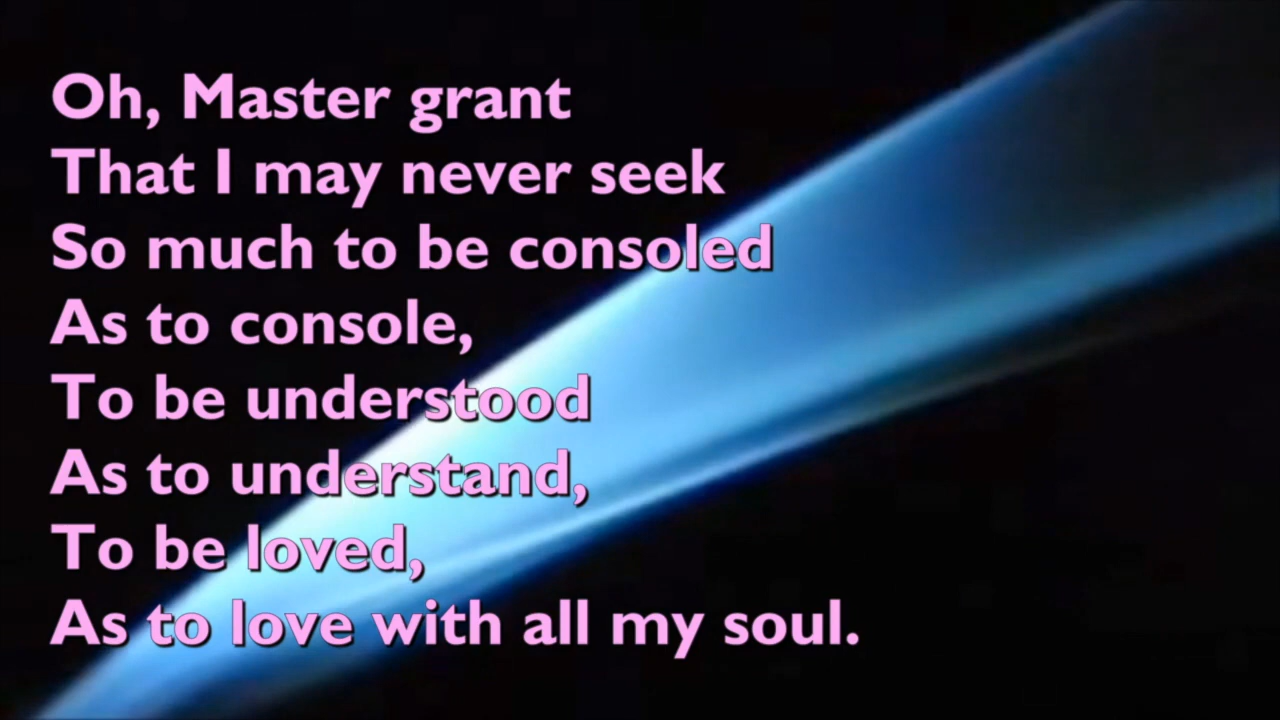 Oh, Master grant
That I may never seek
So much to be consoled
As to console,
To be understood
As to understand,
To be loved,
As to love with all my soul.